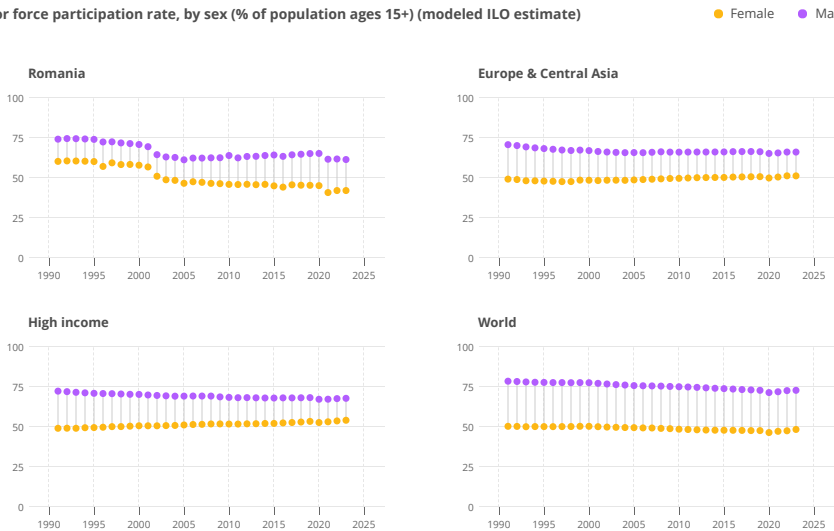 r force participation rate, by sex (% of population ages 15+) (modeled ILO estimate)
Female
Ma
Romania
100
75
50
25
0
1990 1995 2000 2005 2010 2015 2020 2025
Europe & Central Asia
100
75
50
25
0
1990 1995 2000 2005 2010 2015 2020 2025
High income
100
75
50
25
0
1990 1995 2000 2005 2010 2015 2020 2025
World
100
75
50
25
0
1990 1995 2000 2005 2010 2015 2020 2025